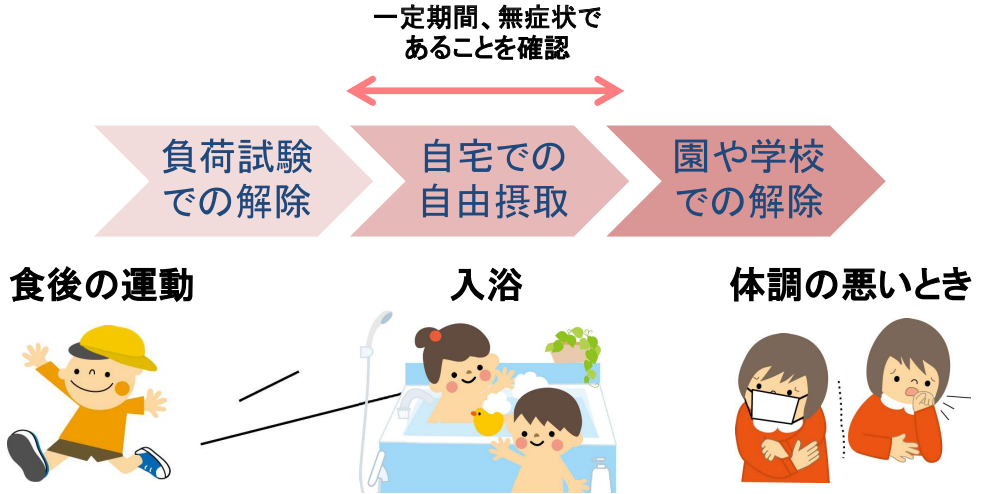 一定期間、無症状で
あることを確認
負荷試験
での解除
自宅での
自由摂取
園や学校
での解除
食後の運動
入浴
体調の悪いとき